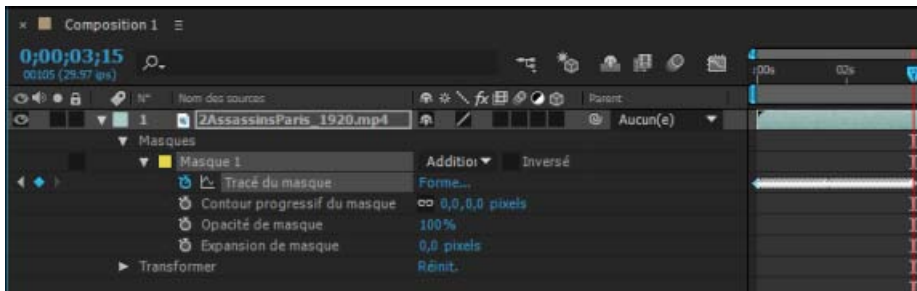 × Composition 1
0;00;03;15
00105 (29.97 ips)
:00s 02s
N° Nom des sources Parent
1 2AssassinsParis_1920.mp4 Aucun(e)
Masques
Masque 1 Additior Inversé
Tracé du masque Forme...
Contour progressif du masque 0,0,0,0 pixels
Opacité de masque 100%
Expansion de masque 0,0 pixels
Transformer Réinit.